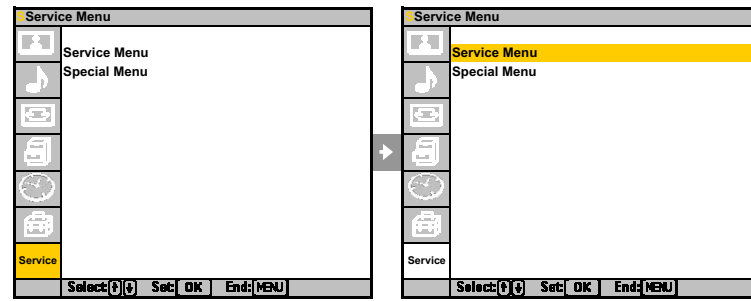 Service Menu
Service Menu
Special Menu
Service
Select:[↑][↓] Set:[ OK ] End:[MENU]
Service Menu
Service Menu
Special Menu
Service
Select:[↑][↓] Set:[ OK ] End:[MENU]